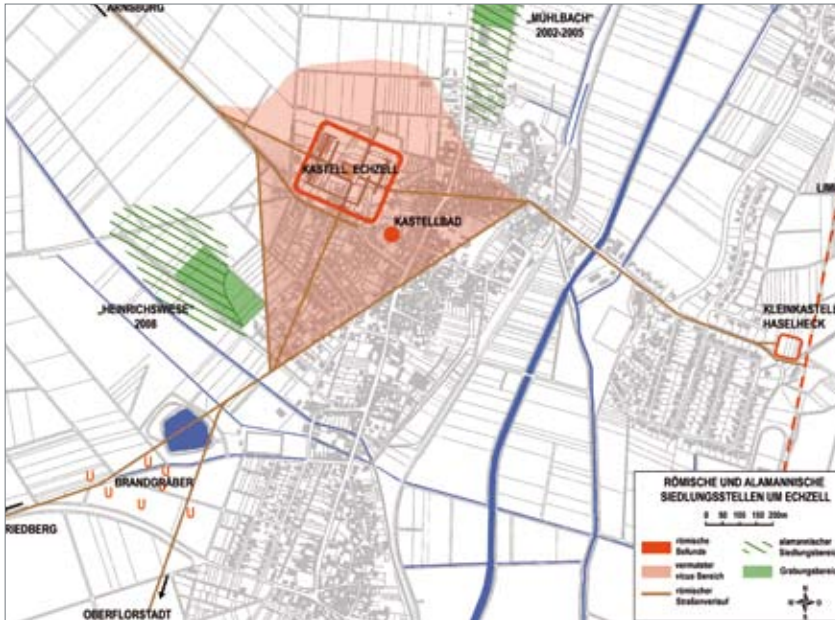 ARNSBURG
„MÜHLBACH"
2002-2005
KASTELL ECHZELL
KASTELLBAD
LIM
„HEINRICHSWIESE"
2008
KLEINKASTELL
HASELHECK
BRANDGRÄBER
RIEDBERG
OBERFLORSTADT
RÖMISCHE UND ALAMANNISCHE
SIEDLUNGSSTELLEN UM ECHZELL
0 50 100 150 200m
römische
Befunde
vermuteter
vicus Bereich
römischer
Straßenverlauf
alamannischer
Siedlungsbereich
Grabungsbereich
N
W O
S